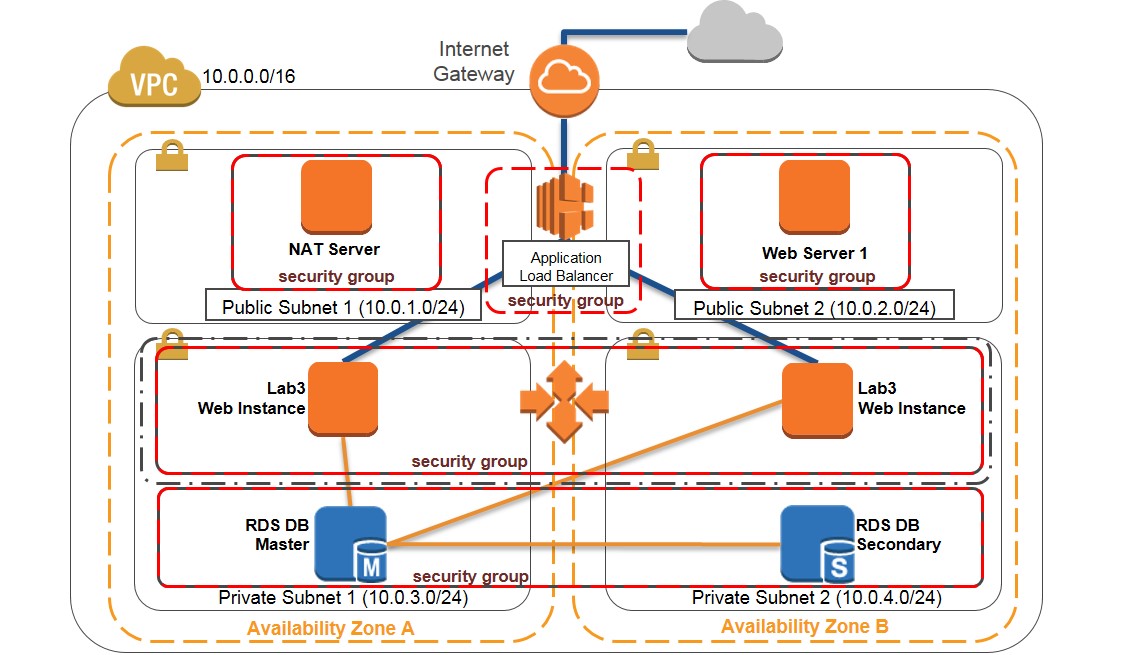 Internet
Gateway
VPC
10.0.0.0/16
NAT Server
security group
Public Subnet 1 (10.0.1.0/24)
Application
Load Balancer
security group
Web Server 1
security group
Public Subnet 2 (10.0.2.0/24)
Lab3
Web Instance
Lab3
Web Instance
security group
RDS DB
Master
M
RDS DB
Secondary
S
security group
Private Subnet 1 (10.0.3.0/24)
Private Subnet 2 (10.0.4.0/24)
Availability Zone A
Availability Zone B